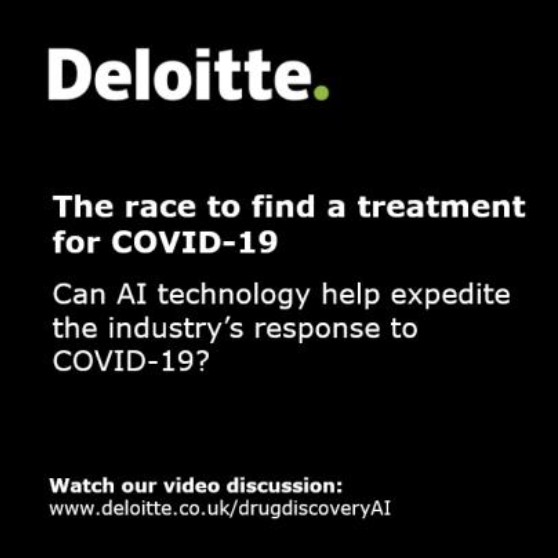 Deloitte.
The race to find a treatment
for COVID-19
Can AI technology help expedite
the industry's response to
COVID-19?
Watch our video discussion:
www.deloitte.co.uk/drugdiscoveryAI